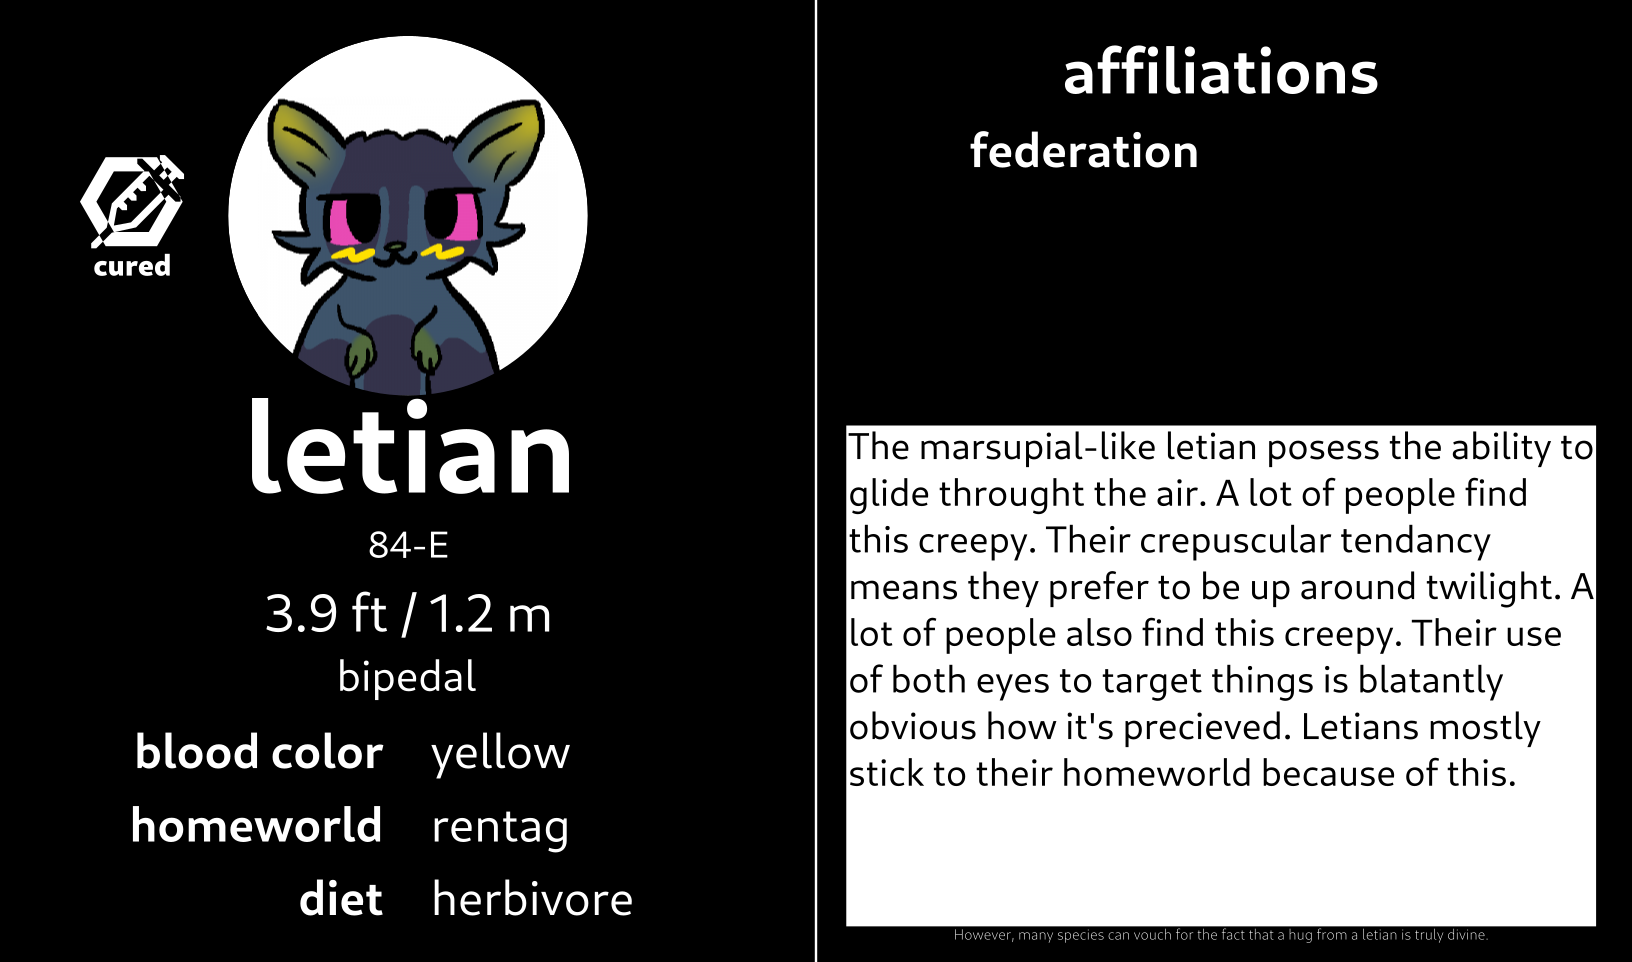 cured
letian
84-E
3.9 ft / 1.2 m
bipedal
blood color yellow
homeworld rentag
diet herbivore
affiliations
federation
The marsupial-like letian posess the ability to
glide throught the air. A lot of people find
this creepy. Their crepuscular tendancy
means they prefer to be up around twilight. A
lot of people also find this creepy. Their use
of both eyes to target things is blatantly
obvious how it's precieved. Letians mostly
stick to their homeworld because of this.
However, many species can vouch for the fact that a hug from a letian is truly divine.